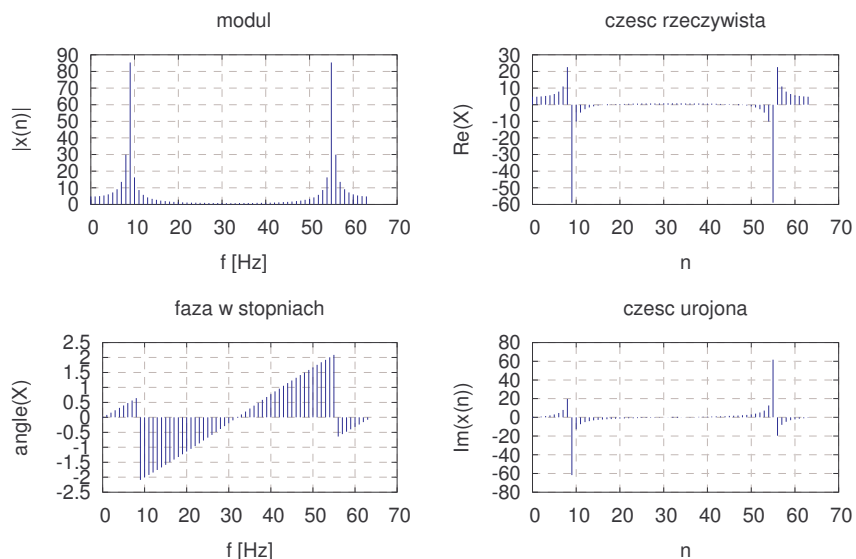 modul
90
80
70
60
50
40
30
20
10
0
|x(n)|
0 10 20 30 40 50 60 70
f [Hz]
czesc rzeczywista
30
20
10
0
-10
-20
-30
-40
-50
-60
Re(X)
0 10 20 30 40 50 60 70
n
faza w stopniach
2.5
2
1.5
1
0.5
0
-0.5
-1
-1.5
-2
-2.5
angle(X)
0 10 20 30 40 50 60 70
f [Hz]
czesc urojona
80
60
40
20
0
-20
-40
-60
-80
Im(x(n))
0 10 20 30 40 50 60 70
n